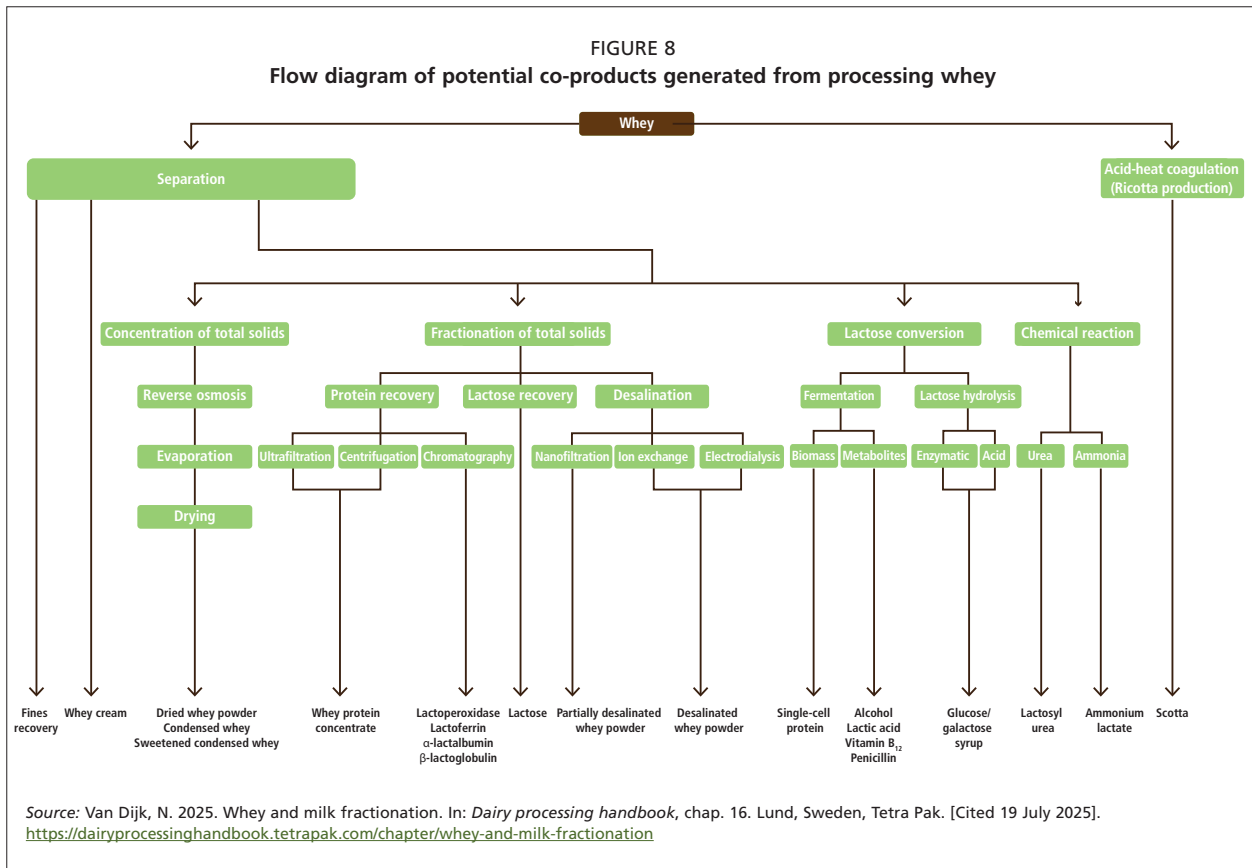 FIGURE 8
Flow diagram of potential co-products generated from processing whey
Whey
Separation
Acid-heat coagulation
(Ricotta production)
Concentration of total solids
Fractionation of total solids
Lactose conversion
Chemical reaction
Reverse osmosis
Protein recovery
Lactose recovery
Desalination
Fermentation
Lactose hydrolysis
Evaporation
Ultrafiltration
Centrifugation
Chromatography
Nanofiltration
Ion exchange
Electrodialysis
Biomass
Metabolites
Enzymatic
Acid
Urea
Ammonia
Drying
Fines
recovery
Whey cream
Dried whey powder
Condensed whey
Sweetened condensed whey
Whey protein
concentrate
Lactoperoxidase
Lactoferrin
α-lactalbumin
β-lactoglobulin
Lactose
Partially desalinated
whey powder
Desalinated
whey powder
Single-cell
protein
Alcohol
Lactic acid
Vitamin B₁₂
Penicillin
Glucose/
galactose
syrup
Lactosyl
urea
Ammonium
lactate
Scotta
Source: Van Dijk, N. 2025. Whey and milk fractionation. In: Dairy processing handbook, chap. 16. Lund, Sweden, Tetra Pak. [Cited 19 July 2025].
https://dairyprocessinghandbook.tetrapak.com/chapter/whey-and-milk-fractionation